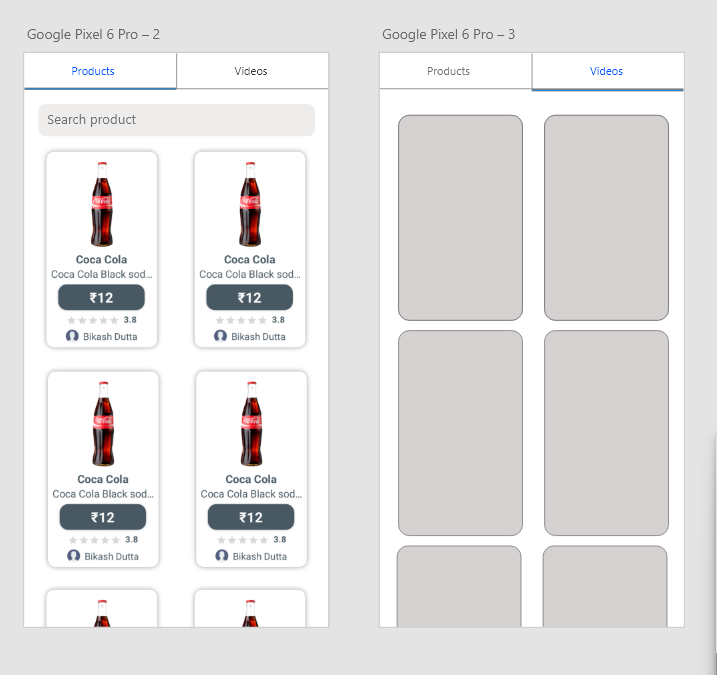 Google Pixel 6 Pro – 2
Products
Videos
Search product
Coca Cola
Coca Cola Black sod...
₹12
3.8
Bikash Dutta
Coca Cola
Coca Cola Black sod...
₹12
3.8
Bikash Dutta
Coca Cola
Coca Cola Black sod...
₹12
3.8
Bikash Dutta
Coca Cola
Coca Cola Black sod...
₹12
3.8
Bikash Dutta
Google Pixel 6 Pro – 3
Products
Videos